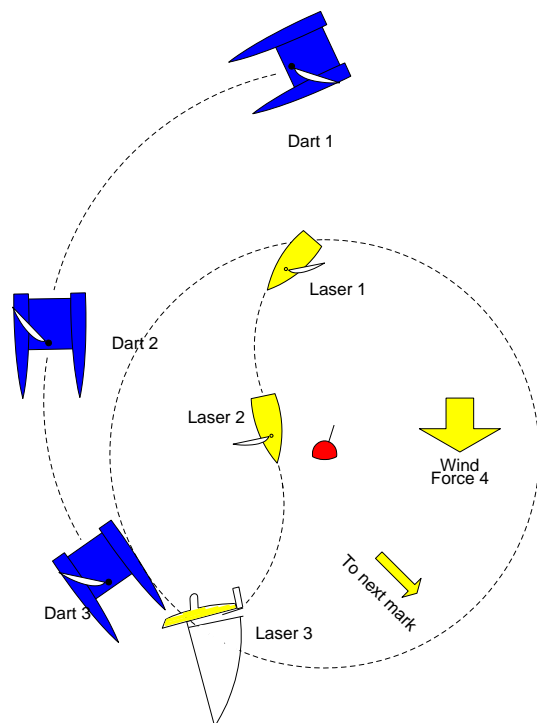 Dart 1
Laser 1
Dart 2
Laser 2
Wind
Force 4
To next mark
Dart 3
Laser 3